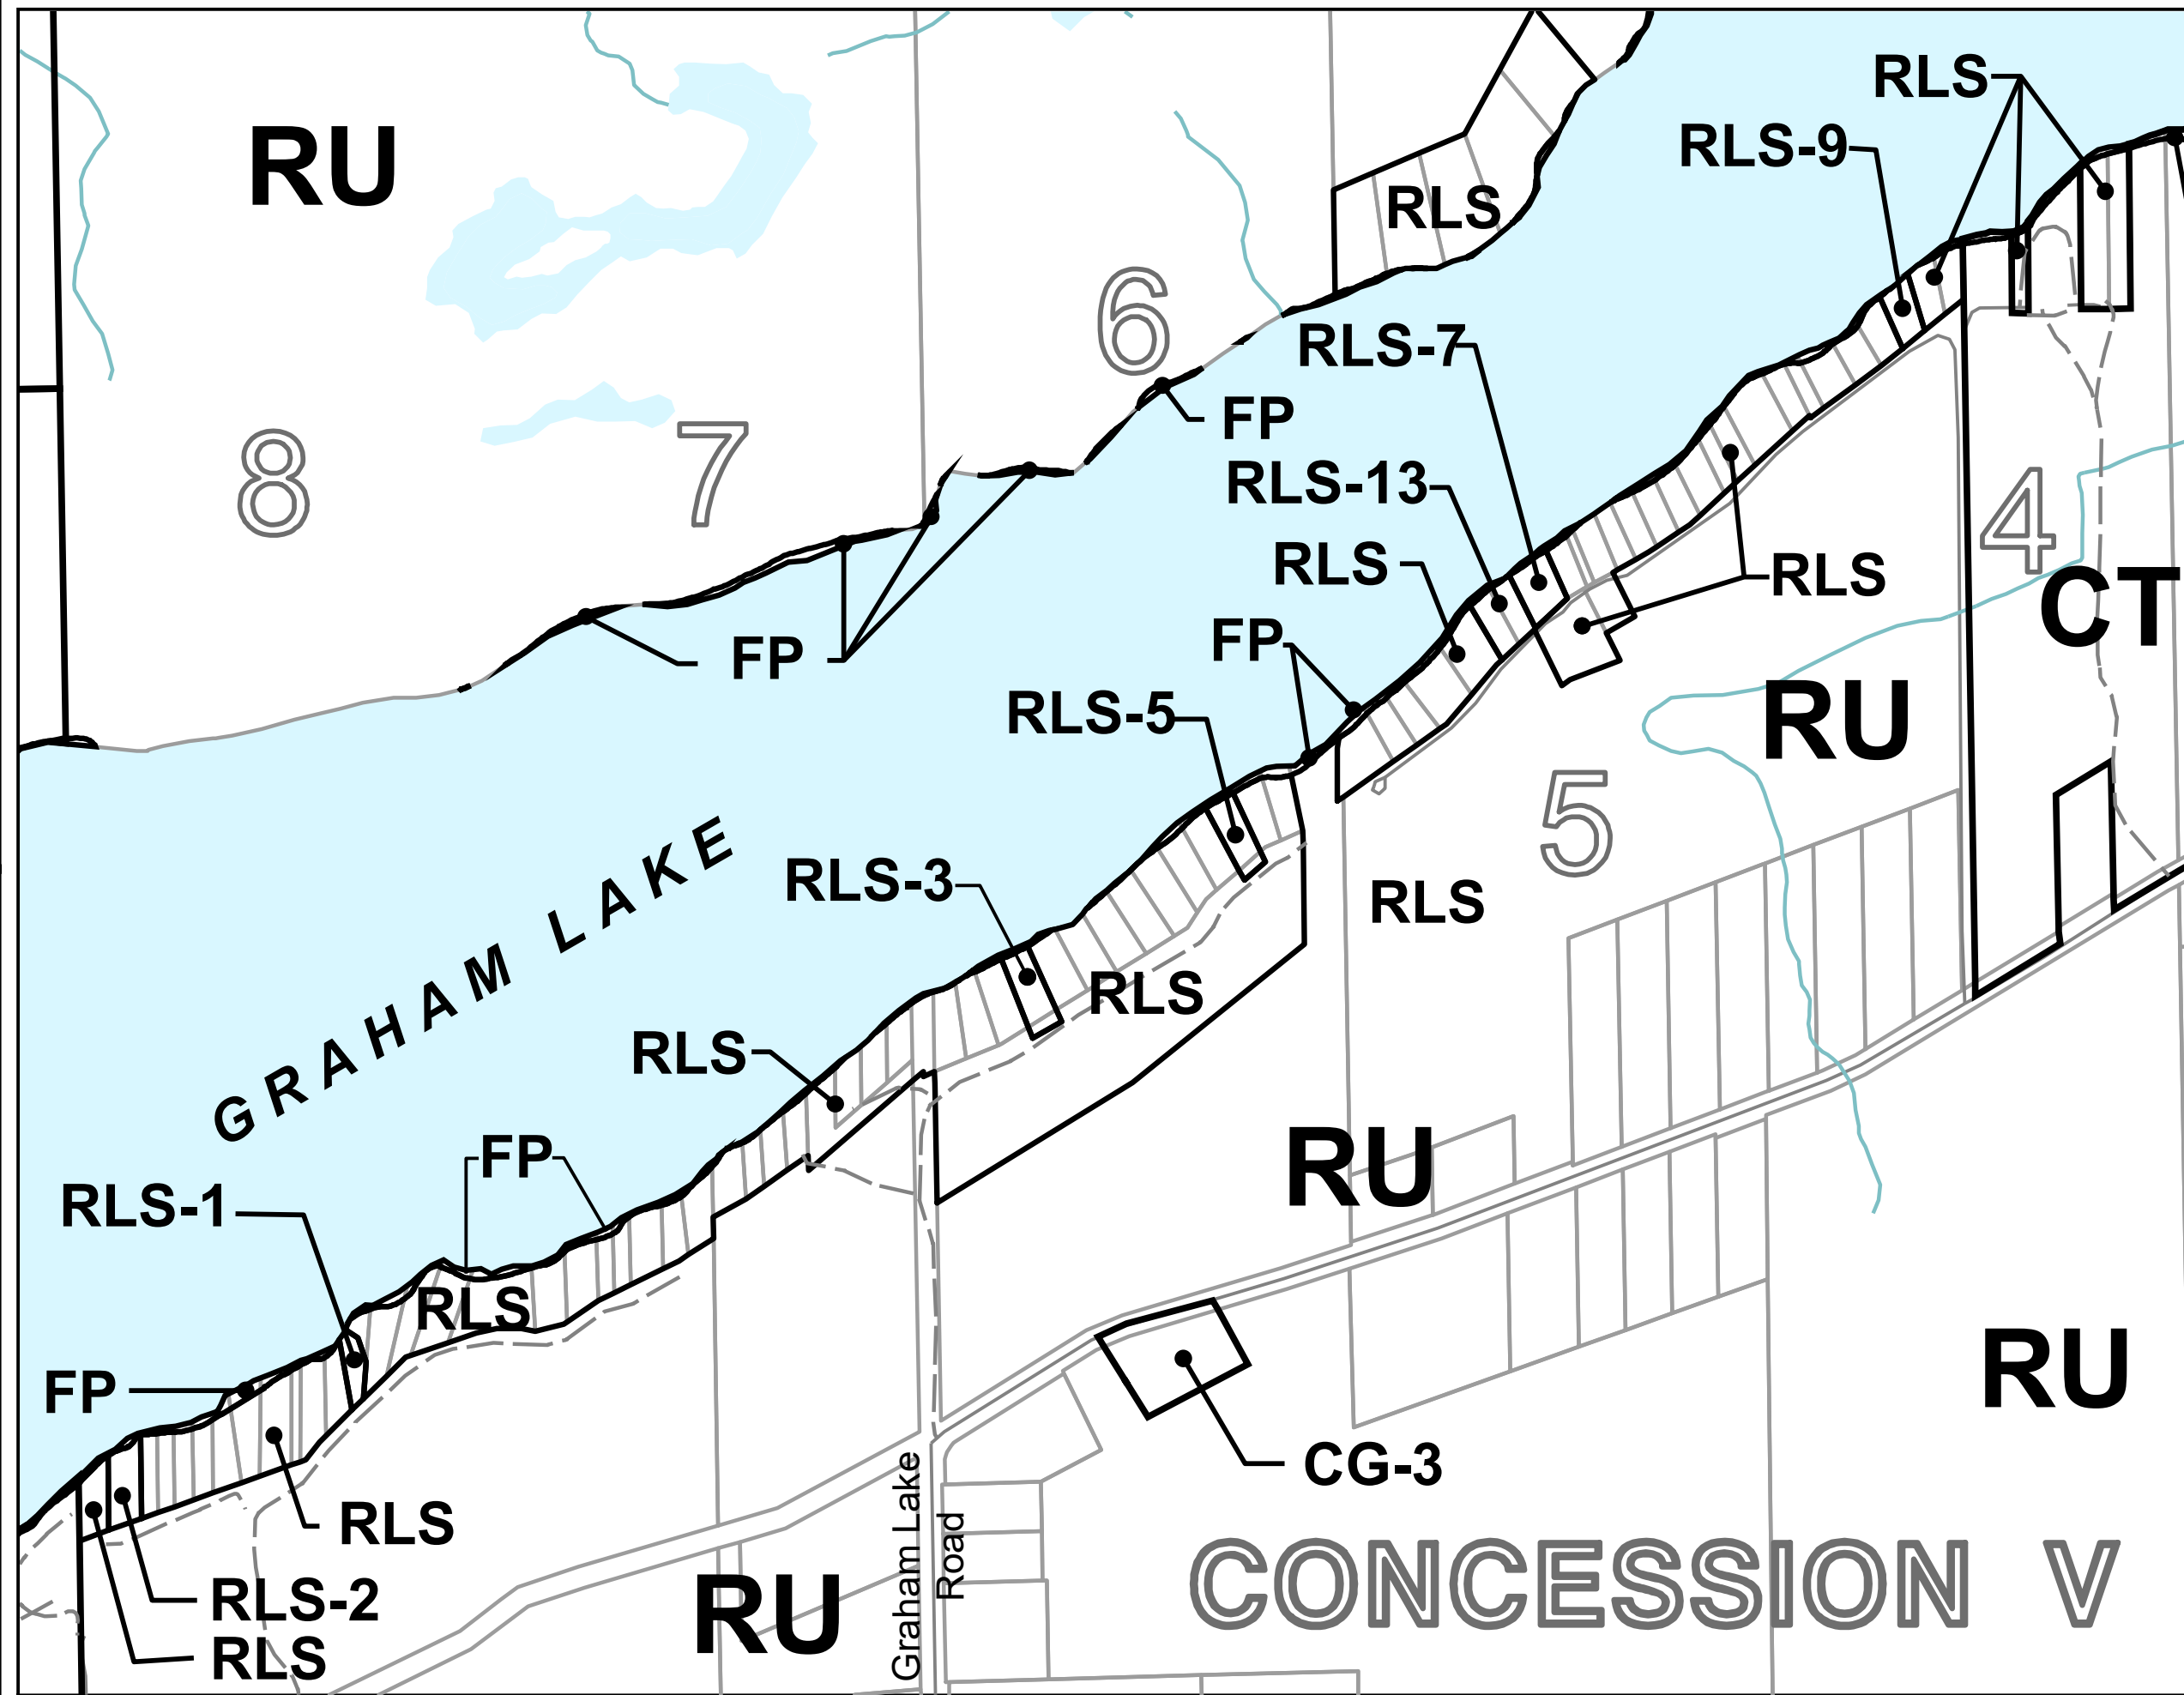 RLS
RU
RLS-9
RLS
6
RLS-7
FP
8
7
RLS-13
4
RLS
RLS
CT
FP
FP
RLS-5
RU
5
GRAHAM LAKE
RLS-3
RLS
RLS
RLS
FP
RU
RLS-1
RLS
FP
RU
CG-3
RLS
Graham Lake
Road
CONCESSION V
RLS-2
RU
RLS